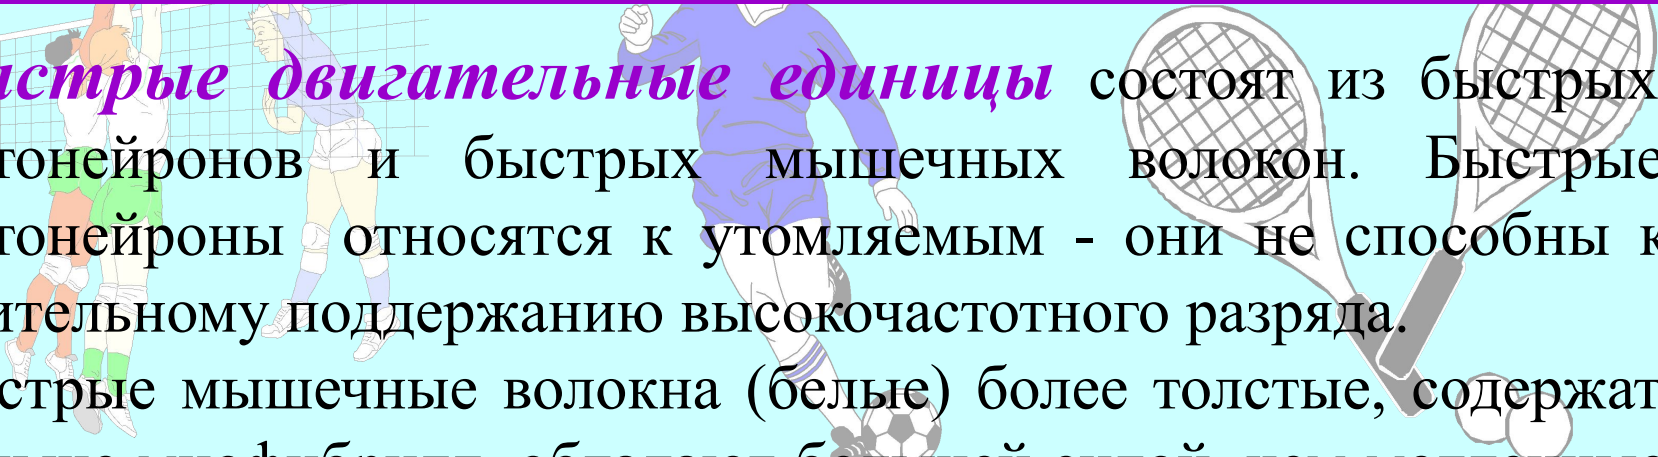 астрые двигательные единицы состоят из быстрых
тонейронов и быстрых мышечных волокон. Быстрые
тонейроны относятся к утомляемым - они не способны к
ительному поддержанию высокочастотного разряда.
стрые мышечные волокна (белые) более толстые, содержат